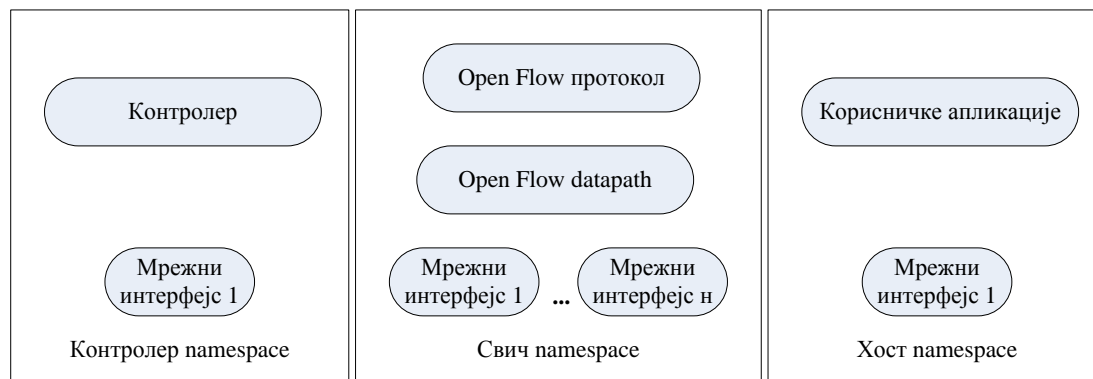 Контролер
Мрежни
интерфејс 1
Контролер namespace
Open Flow протокол
Open Flow datapath
Мрежни
интерфејс 1
...
Мрежни
интерфејс н
Свич namespace
Корисничке апликације
Мрежни
интерфејс 1
Хост namespace